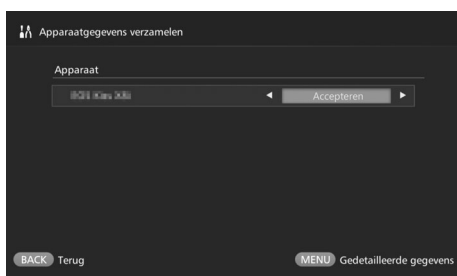 Apparaatgegevens verzamelen
Apparaat
Accepteren
BACK Terug
MENU Gedetailleerde gegevens